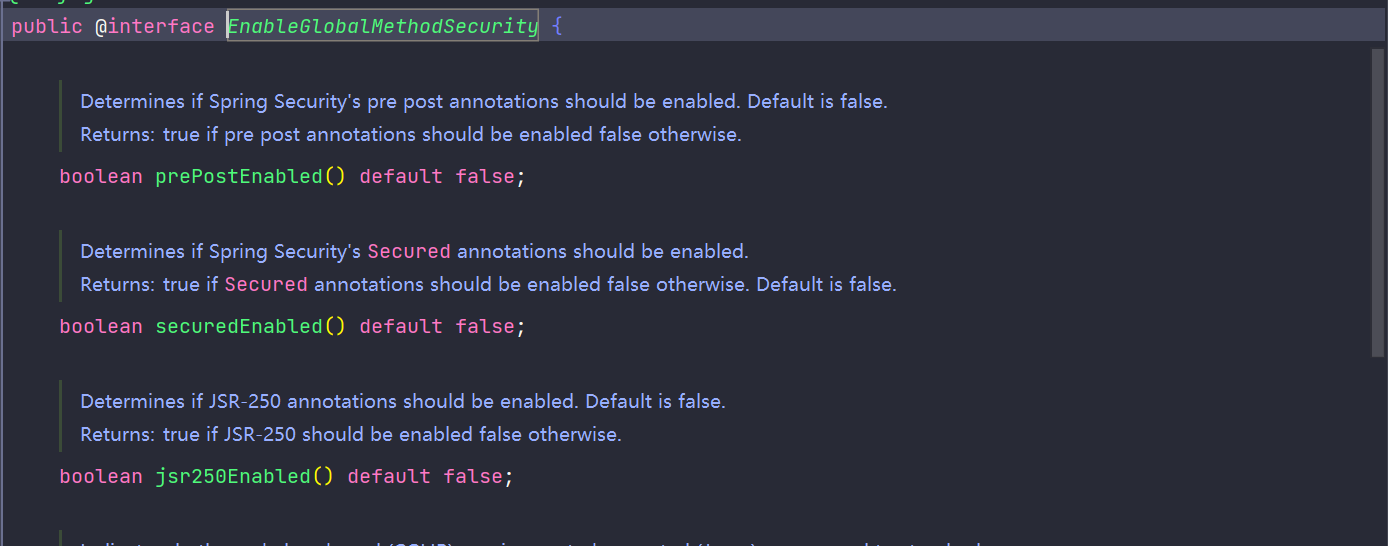 public @interface EnableGlobalMethodSecurity {
Determines if Spring Security's pre post annotations should be enabled. Default is false.
Returns: true if pre post annotations should be enabled false otherwise.
boolean prePostEnabled() default false;
Determines if Spring Security's Secured annotations should be enabled.
Returns: true if Secured annotations should be enabled false otherwise. Default is false.
boolean securedEnabled() default false;
Determines if JSR-250 annotations should be enabled. Default is false.
Returns: true if JSR-250 should be enabled false otherwise.
boolean jsr250Enabled() default false;